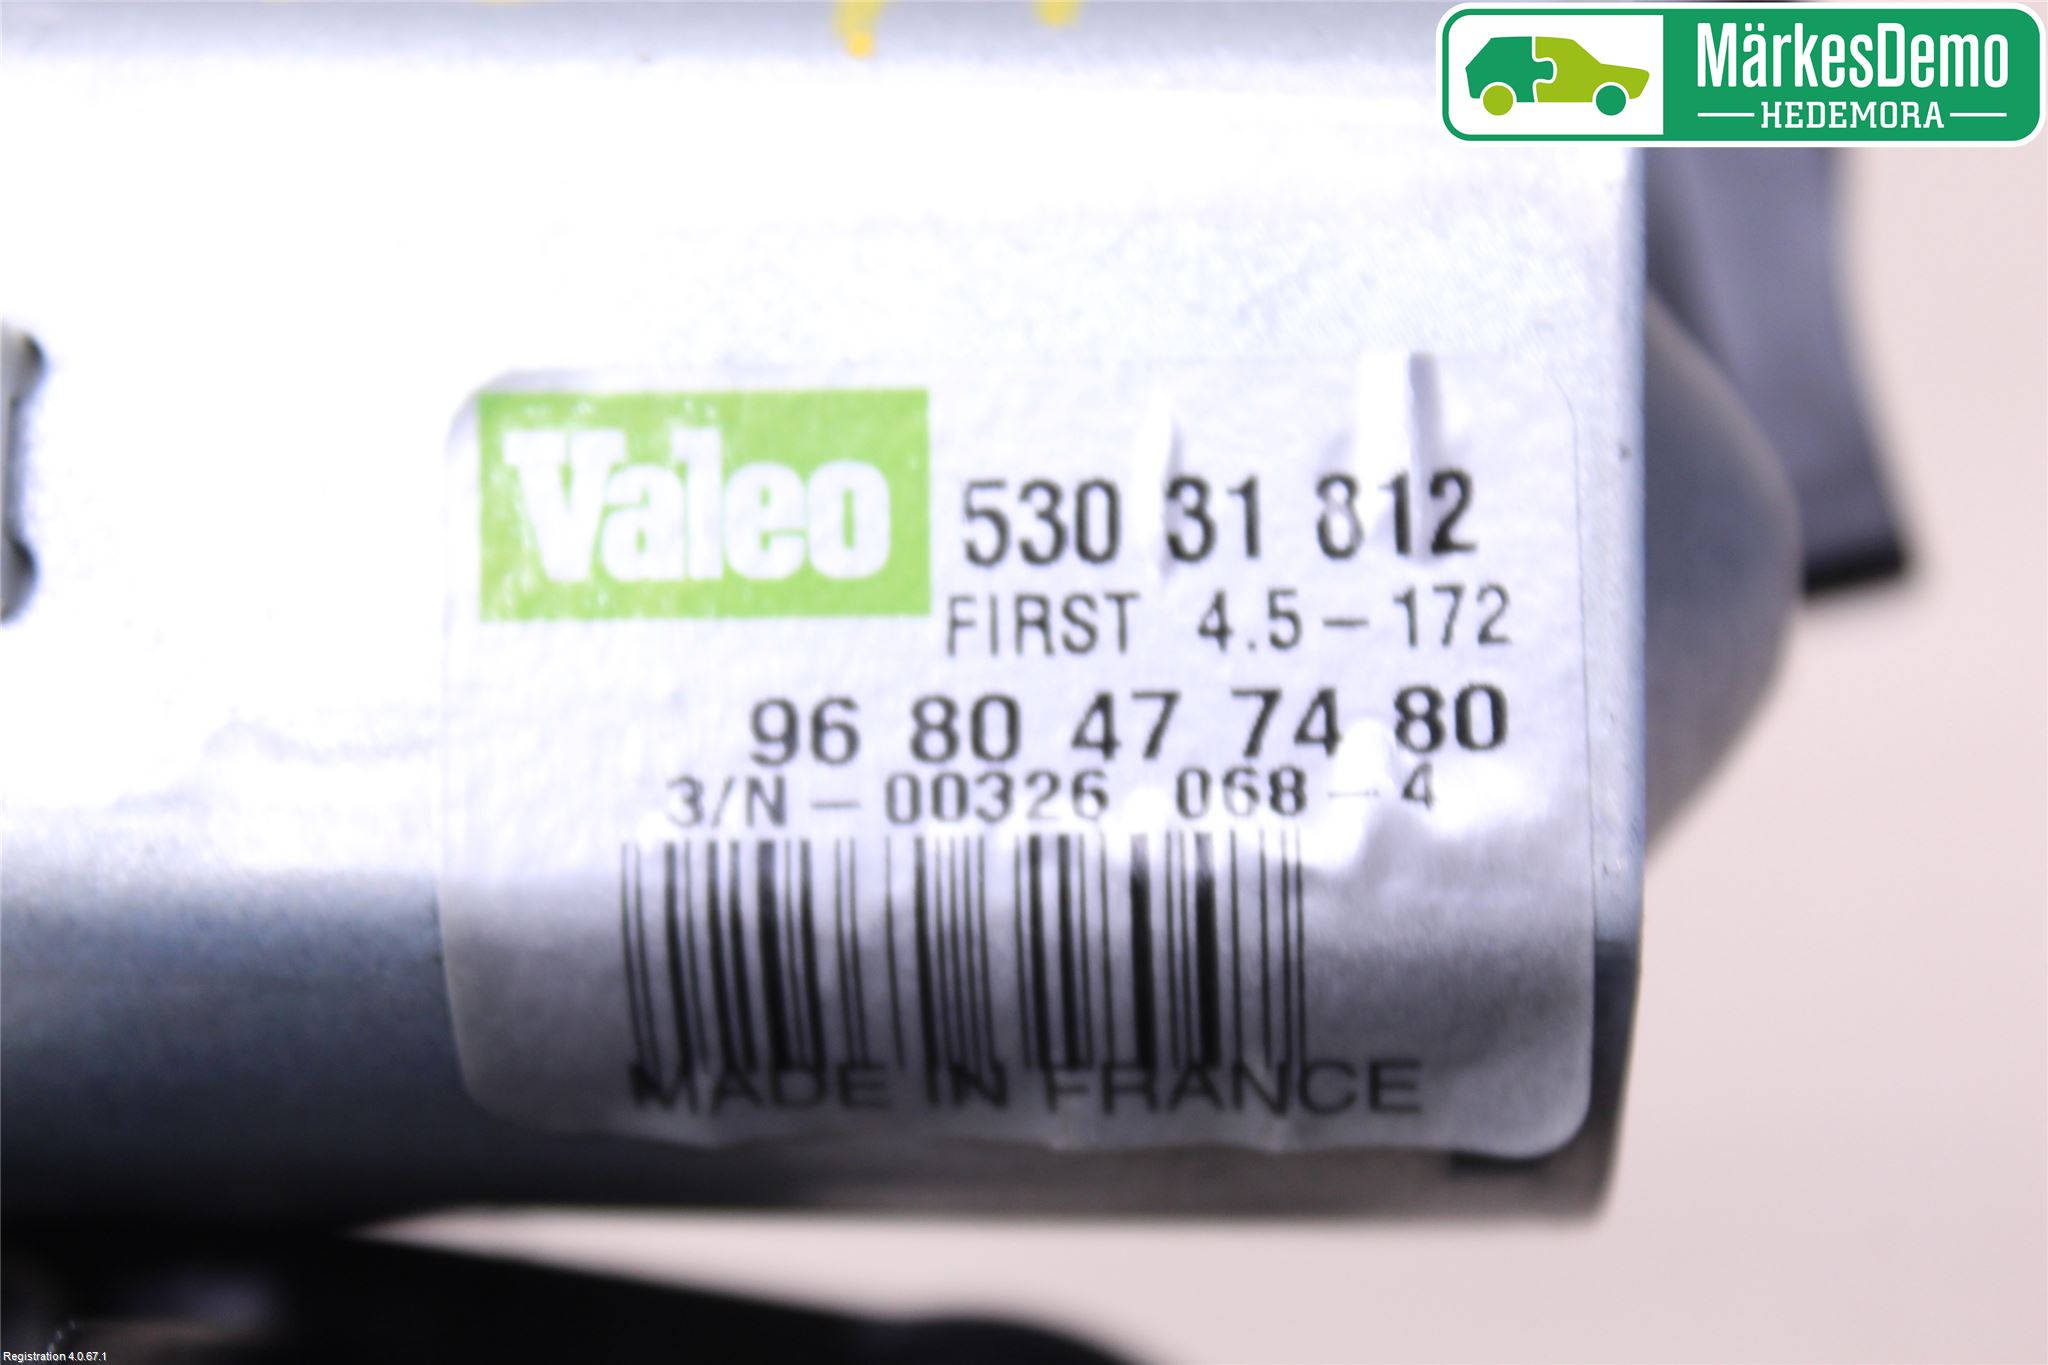 MärkesDemo
HEDEMORA
Valeo
530 31 812
FIRST 4.5-172
96 80 47 74 80
3/N-00326 068-4
MADE IN FRANCE
Registration 4.0.67.1